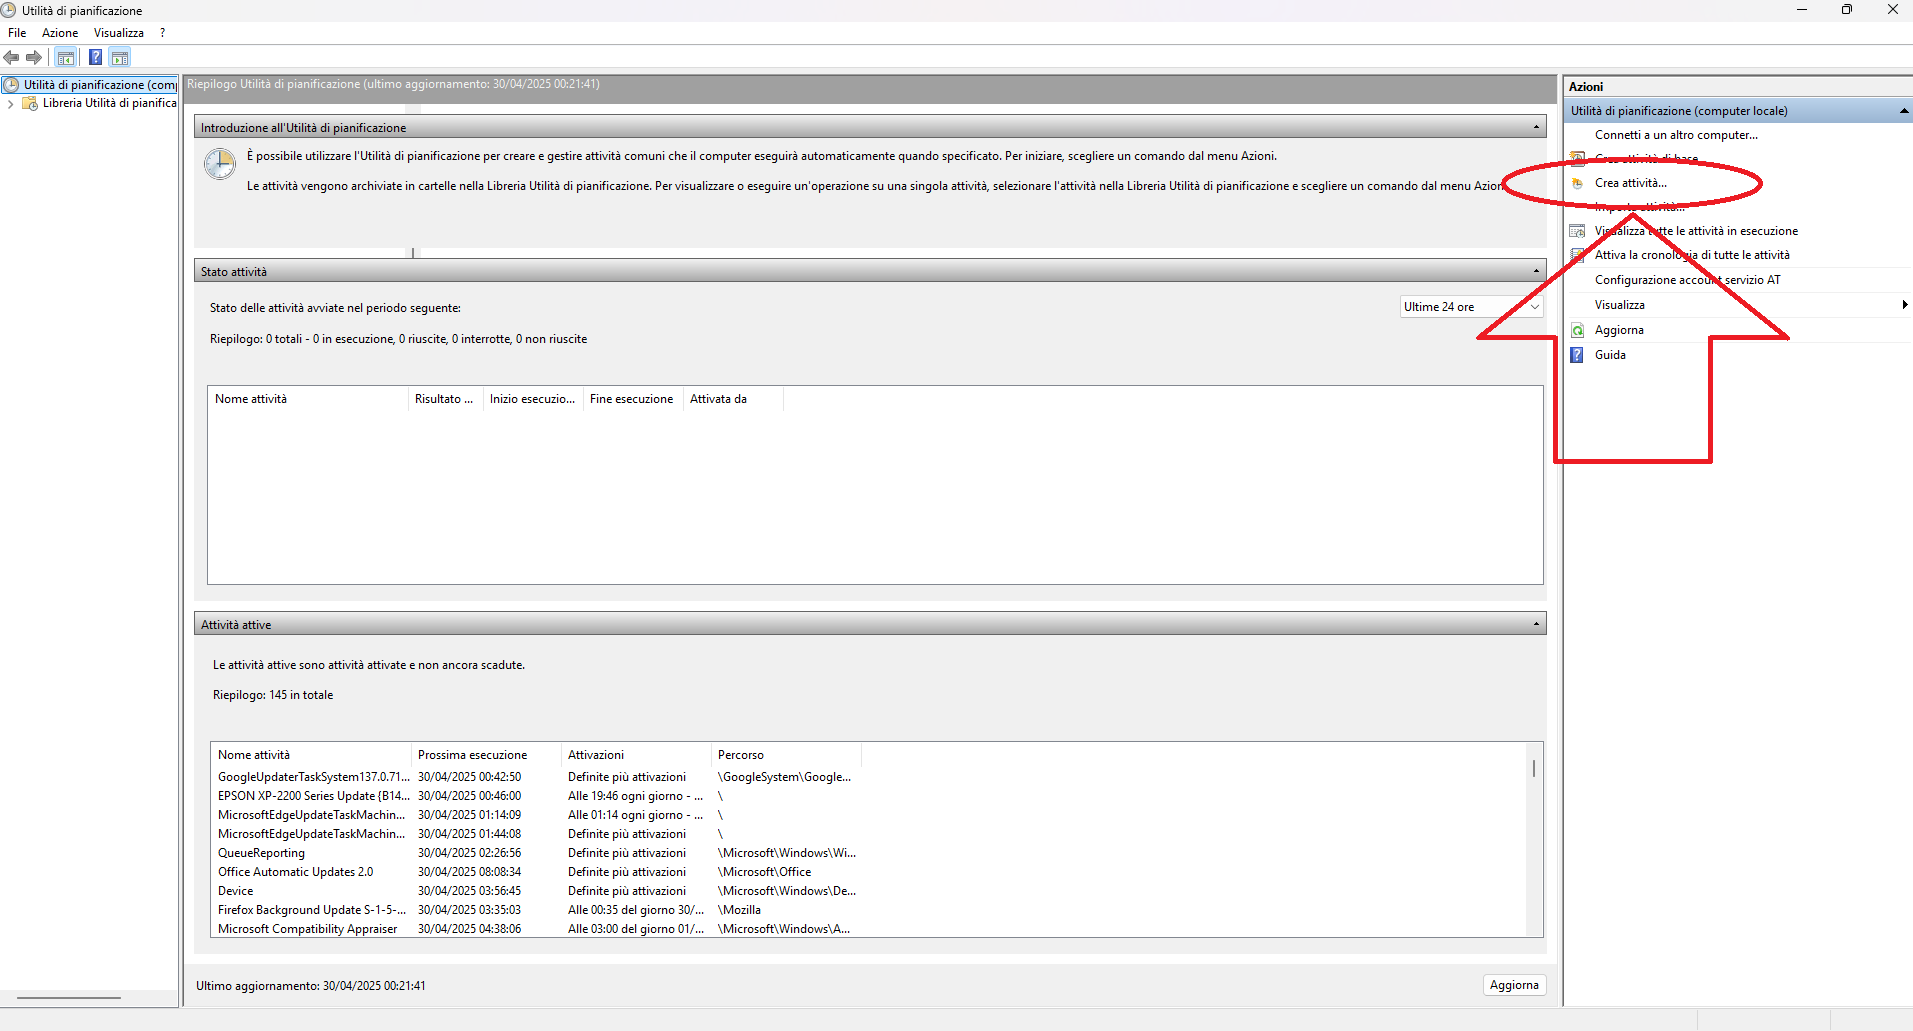 Utilità di pianificazione
File Azione Visualizza ?
Utilità di pianificazione (comp
Libreria Utilità di pianifica
Riepilogo Utilità di pianificazione (ultimo aggiornamento: 30/04/2025 00:21:41)
Introduzione all'Utilità di pianificazione
È possibile utilizzare l'Utilità di pianificazione per creare e gestire attività comuni che il computer eseguirà automaticamente quando specificato. Per iniziare, scegliere un comando dal menu Azioni.
Le attività vengono archiviate in cartelle nella Libreria Utilità di pianificazione. Per visualizzare o eseguire un'operazione su una singola attività, selezionare l'attività nella Libreria Utilità di pianificazione e scegliere un comando dal menu Azion
Stato attività
Stato delle attività avviate nel periodo seguente:
Ultime 24 ore
Riepilogo: 0 totali - 0 in esecuzione, 0 riuscite, 0 interrotte, 0 non riuscite
Nome attività Risultato ... Inizio esecuzio... Fine esecuzione Attivata da
Attività attive
Le attività attive sono attività attivate e non ancora scadute.
Riepilogo: 145 in totale
Nome attività Prossima esecuzione Attivazioni Percorso
GoogleUpdaterTaskSystem137.0.71... 30/04/2025 00:42:50 Definite più attivazioni \GoogleSystem\Google...
EPSON XP-2200 Series Update {B14... 30/04/2025 00:46:00 Alle 19:46 ogni giorno - ... \
MicrosoftEdgeUpdateTaskMachin... 30/04/2025 01:14:09 Alle 01:14 ogni giorno - ... \
MicrosoftEdgeUpdateTaskMachin... 30/04/2025 01:44:08 Definite più attivazioni \
QueueReporting 30/04/2025 02:26:56 Definite più attivazioni \Microsoft\Windows\Wi...
Office Automatic Updates 2.0 30/04/2025 08:08:34 Definite più attivazioni \Microsoft\Office
Device 30/04/2025 03:56:45 Definite più attivazioni \Microsoft\Windows\De...
Firefox Background Update S-1-5-... 30/04/2025 03:35:03 Alle 00:35 del giorno 30/... \Mozilla
Microsoft Compatibility Appraiser 30/04/2025 04:38:06 Alle 03:00 del giorno 01/... \Microsoft\Windows\A...
Ultimo aggiornamento: 30/04/2025 00:21:41
Aggiorna
Azioni
Utilità di pianificazione (computer locale)
Connetti a un altro computer...
Crea attività di base...
Crea attività...
Importa attività...
Visualizza tutte le attività in esecuzione
Attiva la cronologia di tutte le attività
Configurazione account servizio AT
Visualizza
Aggiorna
Guida